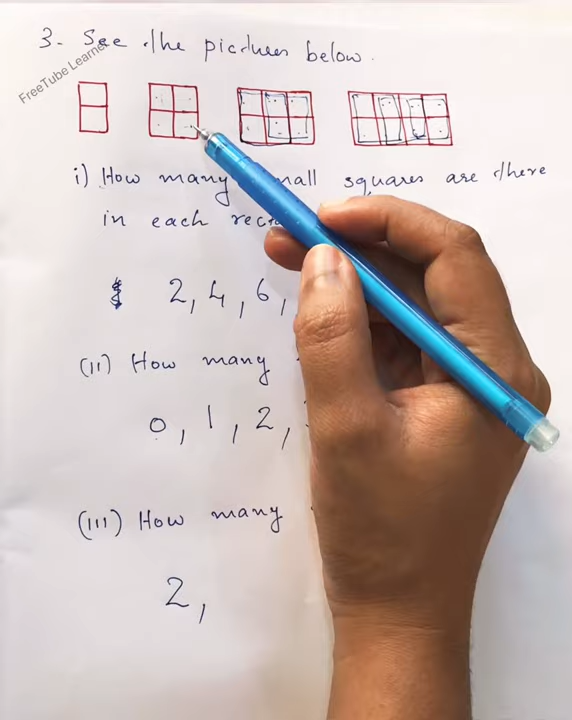 3. See the pictures below.
FreeTube Learner
i) How many small squares are there
in each
2, 4, 6,
(ii) How many
0, 1, 2,
(iii) How many
2,